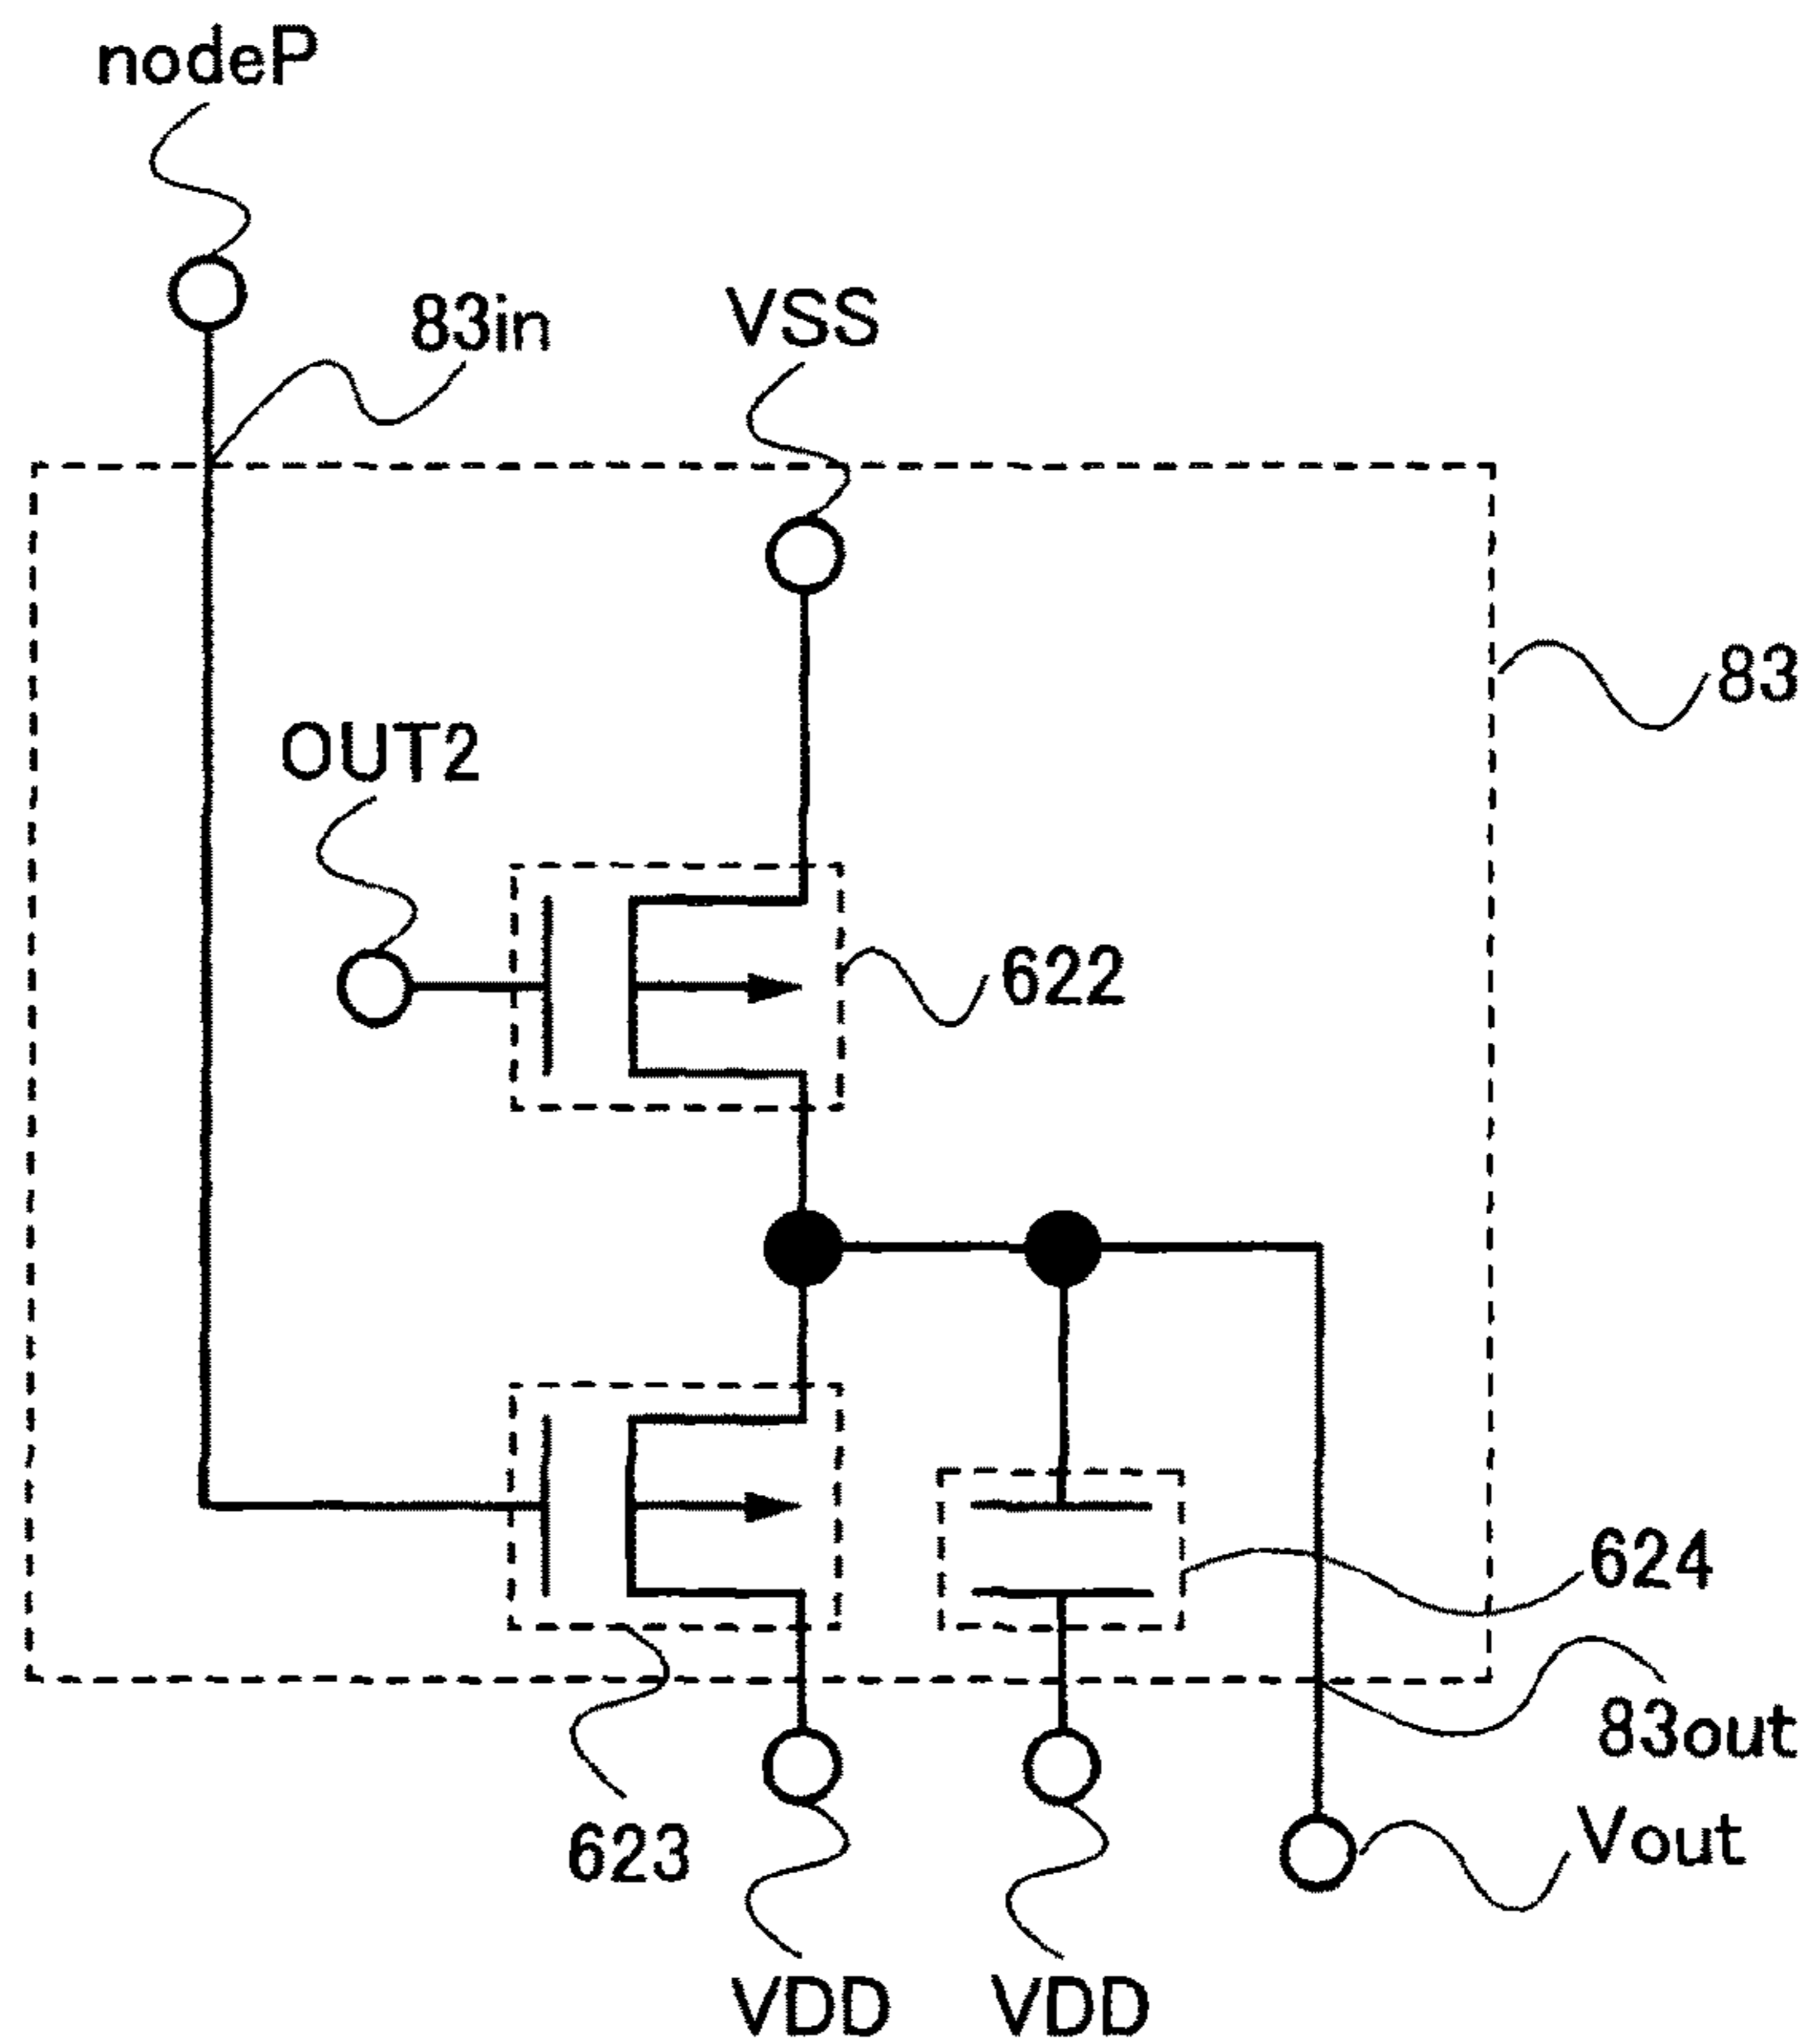 nodeP
83in
VSS
83
OUT2
622
624
83out
623
Vout
VDD
VDD